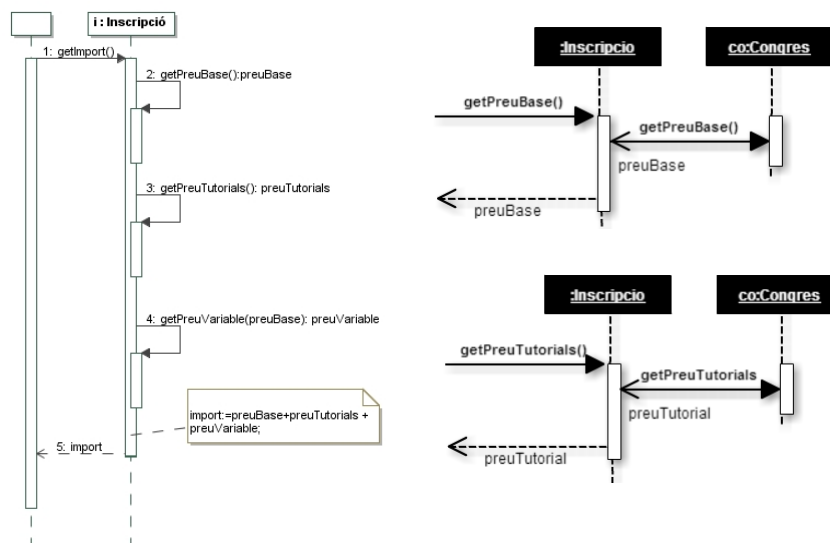 i : Inscripció
1: getImport()
2: getPreuBase():preuBase
3: getPreuTutorials(): preuTutorials
4: getPreuVariable(preuBase): preuVariable
import:=preuBase+preuTutorials +
preuVariable;
5: import
:Inscripcio
co:Congres
getPreuBase()
getPreuBase()
preuBase
preuBase
:Inscripcio
co:Congres
getPreuTutorials()
getPreuTutorials
preuTutorial
preuTutorial